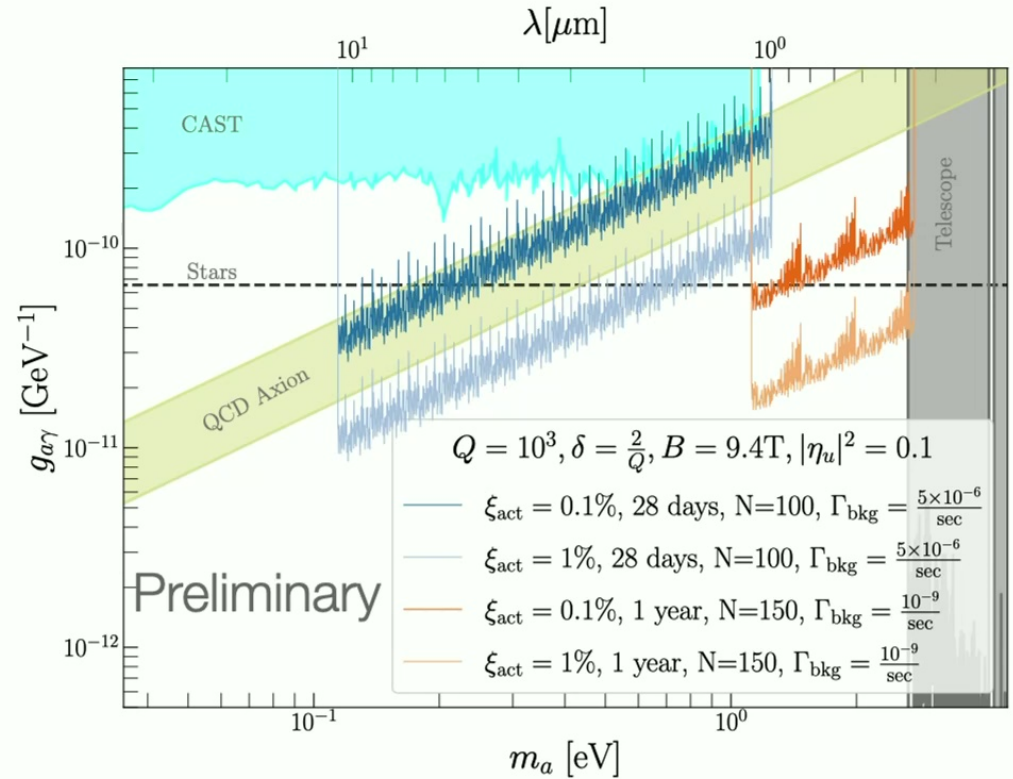 λ[μm]
10¹ 10⁰
CAST
Telescope
10⁻¹⁰
Stars
g_{aγ} [GeV⁻¹]
QCD Axion
10⁻¹¹
Q = 10³, δ = 2/Q, B = 9.4T, |η_u|² = 0.1
ξ_act = 0.1%, 28 days, N=100, Γ_bkg = 5×10⁻⁶/sec
ξ_act = 1%, 28 days, N=100, Γ_bkg = 5×10⁻⁶/sec
Preliminary
ξ_act = 0.1%, 1 year, N=150, Γ_bkg = 10⁻⁹/sec
10⁻¹²
ξ_act = 1%, 1 year, N=150, Γ_bkg = 10⁻⁹/sec
10⁻¹ 10⁰
m_a [eV]